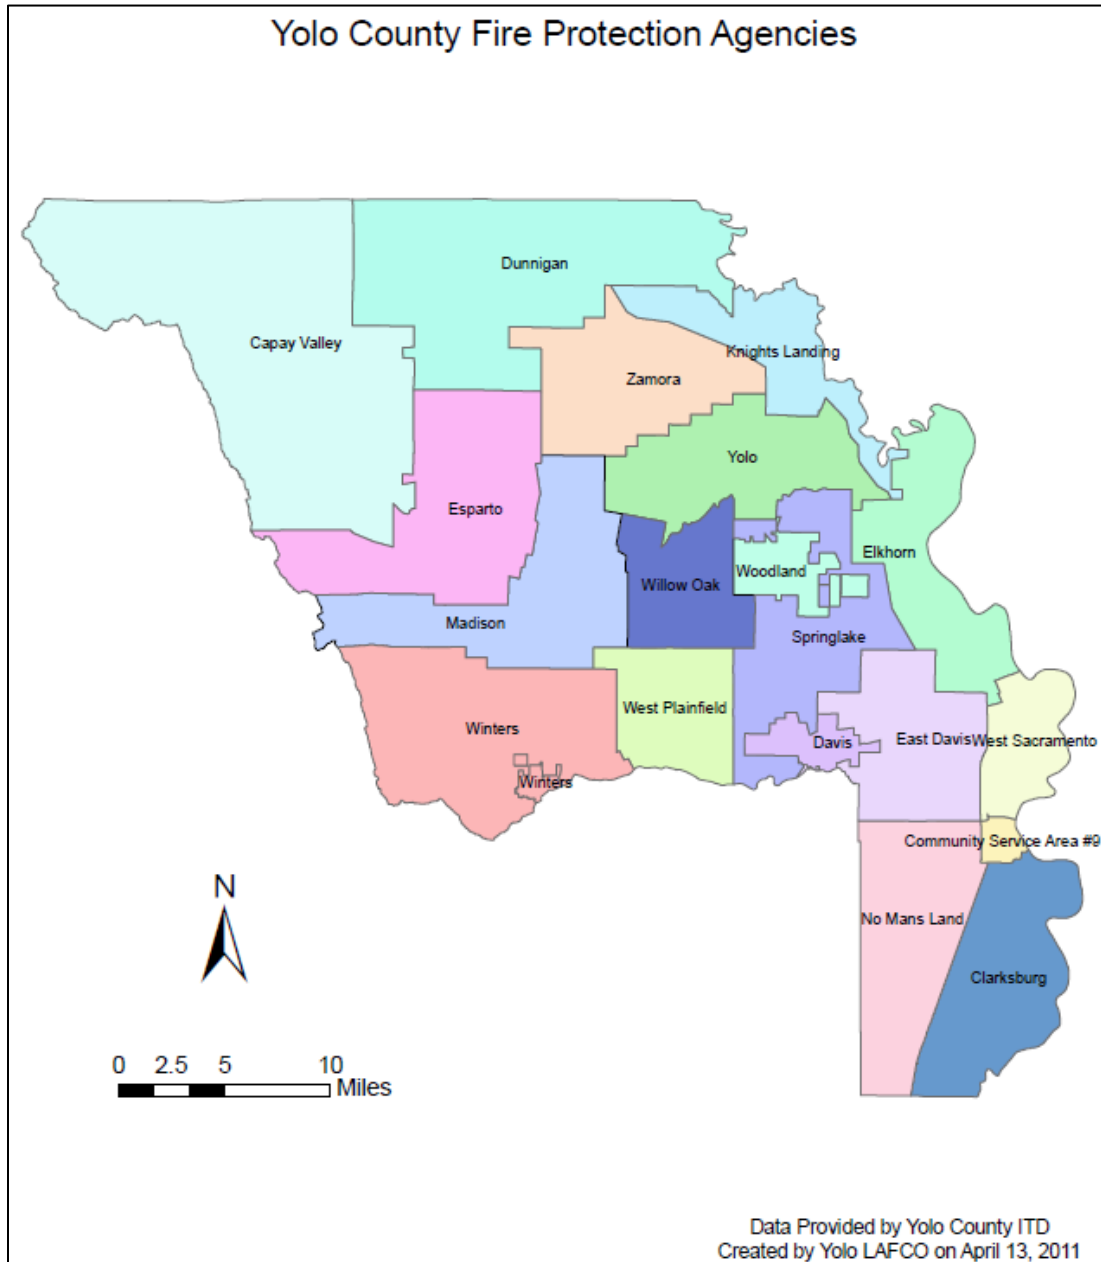 Yolo County Fire Protection Agencies
Dunnigan
Capay Valley
Knights Landing
Zamora
Yolo
Esparto
Elkhorn
Woodland
Willow Oak
Madison
Springlake
West Plainfield
Winters
Davis
East Davis
West Sacramento
Winters
Community Service Area #9
N
No Mans Land
Clarksburg
0 2.5 5 10
Miles
Data Provided by Yolo County ITD
Created by Yolo LAFCO on April 13, 2011